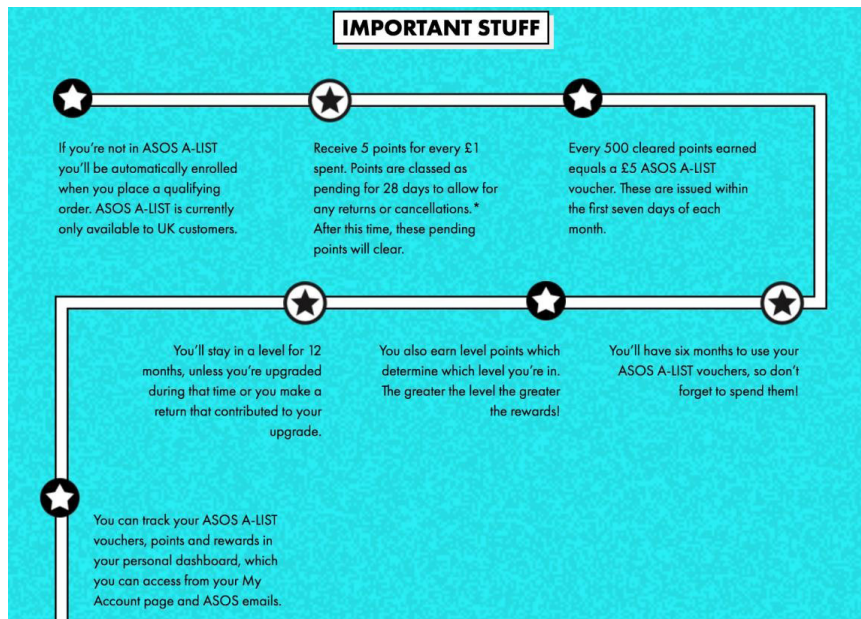 IMPORTANT STUFF
If you're not in ASOS A-LIST
you'll be automatically enrolled
when you place a qualifying
order. ASOS A-LIST is currently
only available to UK customers.
Receive 5 points for every £1
spent. Points are classed as
pending for 28 days to allow for
any returns or cancellations.*
After this time, these pending
points will clear.
Every 500 cleared points earned
equals a £5 ASOS A-LIST
voucher. These are issued within
the first seven days of each
month.
You'll have six months to use your
ASOS A-LIST vouchers, so don't
forget to spend them!
You also earn level points which
determine which level you're in.
The greater the level the greater
the rewards!
You'll stay in a level for 12
months, unless you're upgraded
during that time or you make a
return that contributed to your
upgrade.
You can track your ASOS A-LIST
vouchers, points and rewards in
your personal dashboard, which
you can access from your My
Account page and ASOS emails.